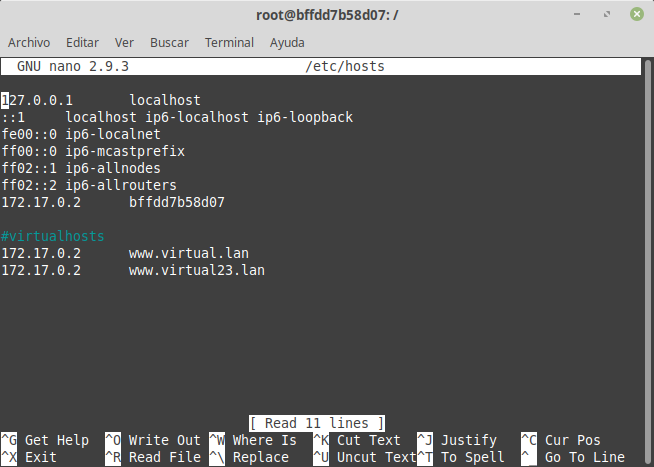 root@bffdd7b58d07: /
Archivo Editar Ver Buscar Terminal Ayuda
GNU nano 2.9.3 /etc/hosts
127.0.0.1 localhost
::1 localhost ip6-localhost ip6-loopback
fe00::0 ip6-localnet
ff00::0 ip6-mcastprefix
ff02::1 ip6-allnodes
ff02::2 ip6-allrouters
172.17.0.2 bffdd7b58d07
#virtualhosts
172.17.0.2 www.virtual.lan
172.17.0.2 www.virtual23.lan
[ Read 11 lines ]
^G Get Help ^O Write Out ^W Where Is ^K Cut Text ^J Justify ^C Cur Pos
^X Exit ^R Read File ^\ Replace ^U Uncut Text ^T To Spell ^_ Go To Line